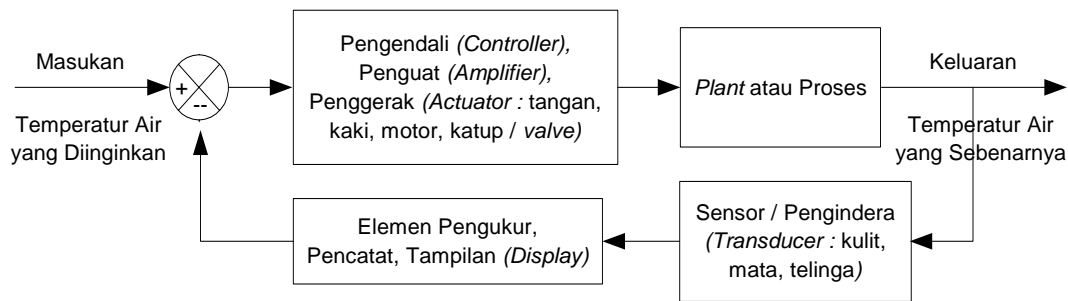 Masukan
Temperatur Air
yang Diinginkan
+
--
Pengendali (Controller),
Penguat (Amplifier),
Penggerak (Actuator : tangan,
kaki, motor, katup / valve)
Plant atau Proses
Keluaran
Temperatur Air
yang Sebenarnya
Elemen Pengukur,
Pencatat, Tampilan (Display)
Sensor / Pengindera
(Transducer : kulit,
mata, telinga)